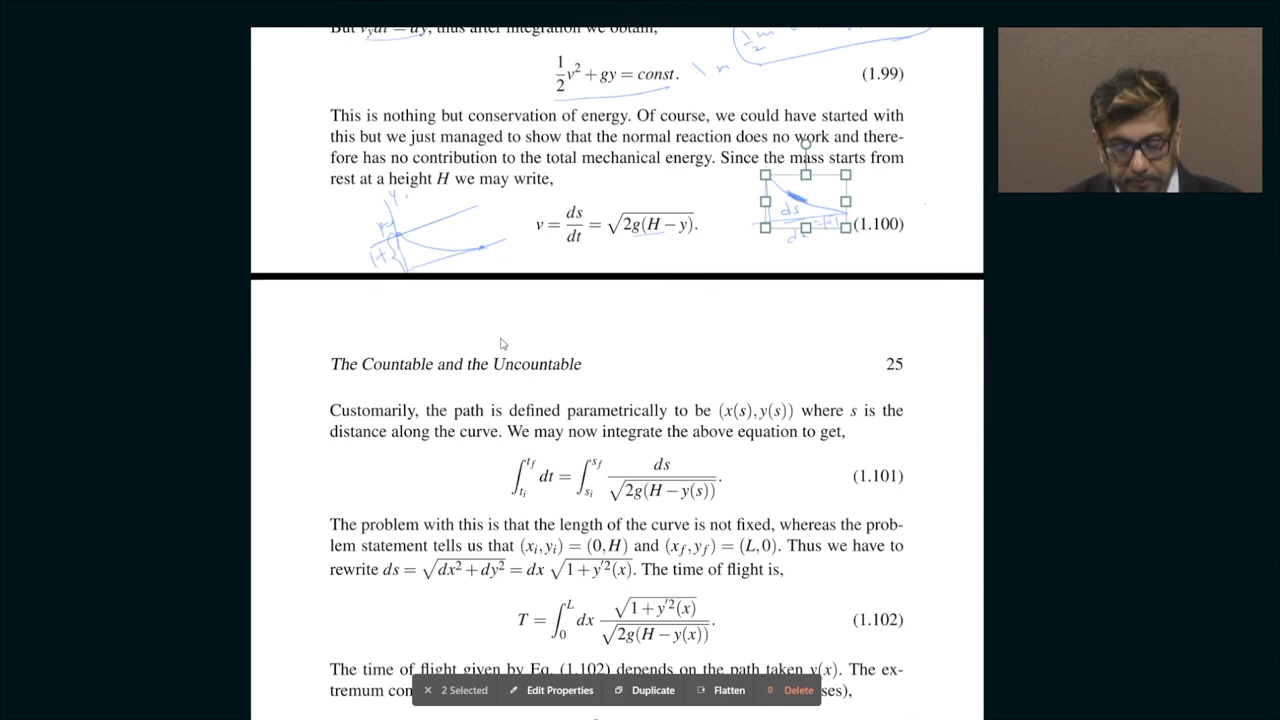 But v_y dt = dy, thus after integration we obtain,
1/2 v² + gy = const. (1.99)
This is nothing but conservation of energy. Of course, we could have started with
this but we just managed to show that the normal reaction does no work and there-
fore has no contribution to the total mechanical energy. Since the mass starts from
rest at a height H we may write,
v = ds/dt = √(2g(H − y)). (1.100)
ds
The Countable and the Uncountable 25
Customarily, the path is defined parametrically to be (x(s), y(s)) where s is the
distance along the curve. We may now integrate the above equation to get,
∫_{t_i}^{t_f} dt = ∫_{s_i}^{s_f} ds/√(2g(H − y(s))). (1.101)
The problem with this is that the length of the curve is not fixed, whereas the prob-
lem statement tells us that (x_i, y_i) = (0, H) and (x_f, y_f) = (L, 0). Thus we have to
rewrite ds = √(dx² + dy²) = dx √(1 + y′²(x)). The time of flight is,
T = ∫_0^L dx √(1 + y′²(x))/√(2g(H − y(x))). (1.102)
The time of flight given by Eq. (1.102) depends on the path taken y(x). The ex-
tremum con ses),
2 Selected Edit Properties Duplicate Flatten Delete